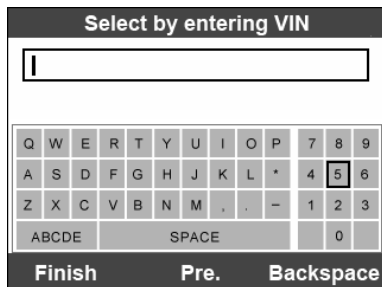 Select by entering VIN
Q W E R T Y U I O P 7 8 9
A S D F G H J K L * 4 5 6
Z X C V B N M , . - 1 2 3
ABCDE SPACE 0
Finish Pre. Backspace